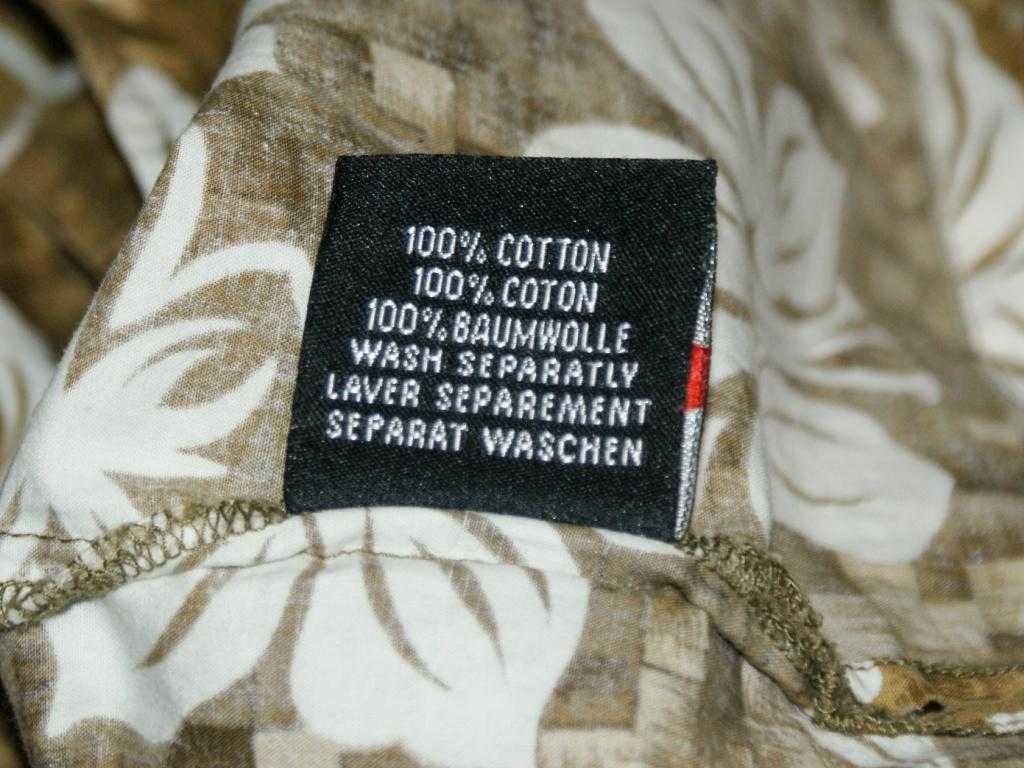 100% COTTON
100% COTON
100% BAUMWOLLE
WASH SEPARATLY
LAVER SEPAREMENT
SEPARAT WASCHEN